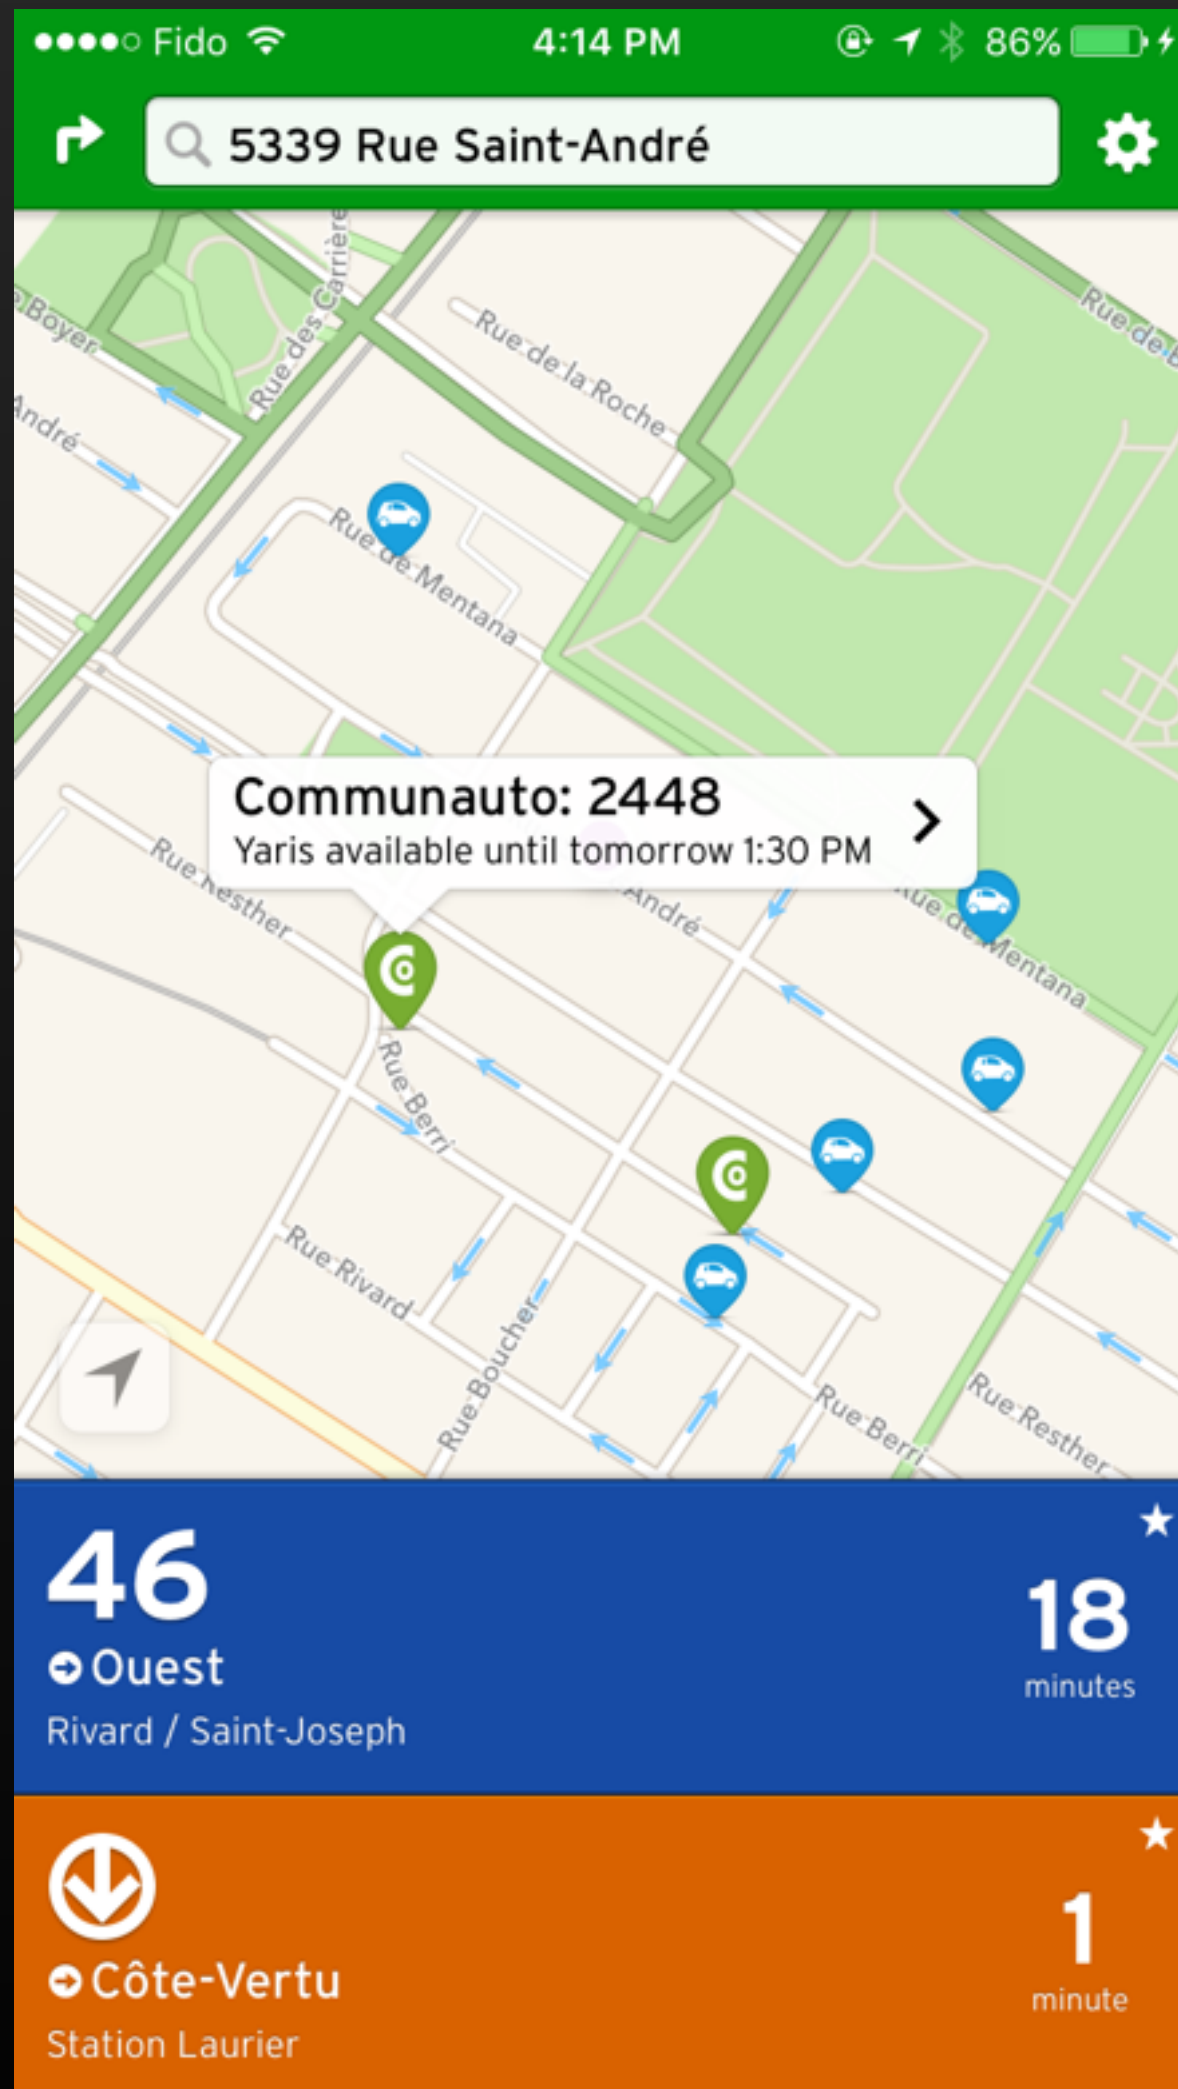 Fido
4:14 PM
86%
5339 Rue Saint-André
Rue des Carrière
Boyer
André
Rue de la Roche
Rue de
Rue de Mentana
Communauto: 2448
Yaris available until tomorrow 1:30 PM
Rue Resther
André
Rue de Mentana
Rue Berri
Rue Rivard
Rue Boucher
Rue Berri
Rue Resther
46
Ouest
Rivard / Saint-Joseph
18
minutes
Côte-Vertu
Station Laurier
1
minute